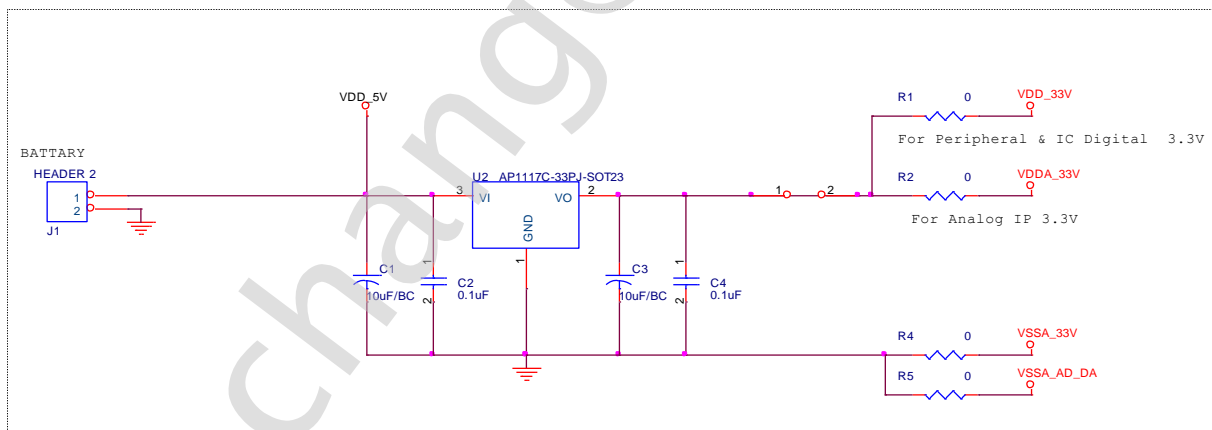 chang
VDD_5V
R1 0 VDD_33V
For Peripheral & IC Digital 3.3V
BATTARY
HEADER 2
1
2
J1
U2 AP1117C-33PJ-SOT23
3 VI VO 2
GND
1
1 2
R2 0 VDDA_33V
For Analog IP 3.3V
C1
10uF/BC
1
C2
0.1uF
2
C3
10uF/BC
1
C4
0.1uF
2
R4 0 VSSA_33V
R5 0 VSSA_AD_DA